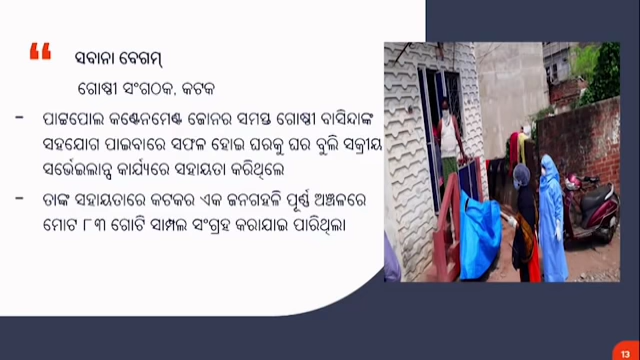 “
ସବାନା ବେଗମ୍
ଗୋଷ୍ଠୀ ସଂଗଠକ, କଟକ
- ପାଟ୍ଟପୋଲ କଣ୍ଟେନମେଣ୍ଟ ଜୋନର ସମସ୍ତ ଗୋଷ୍ଠୀ ବାସିନ୍ଦାଙ୍କ
ସହଯୋଗ ପାଇବାରେ ସଫଳ ହୋଇ ଘରକୁ ଘର ବୁଲି ସକ୍ରୀୟ
ସର୍ଭେଇଲାନ୍ସ କାର୍ଯ୍ୟରେ ସହାୟତା କରିଥିଲେ
- ତାଙ୍କ ସହାୟତାରେ କଟକର ଏକ ଜନଗହଳି ପୂର୍ଣ୍ଣ ଅଞ୍ଚଳରେ
ମୋଟ ୮୩ ଗୋଟି ସାମ୍ପଲ ସଂଗ୍ରହ କରାଯାଇ ପାରିଥିଲା
13